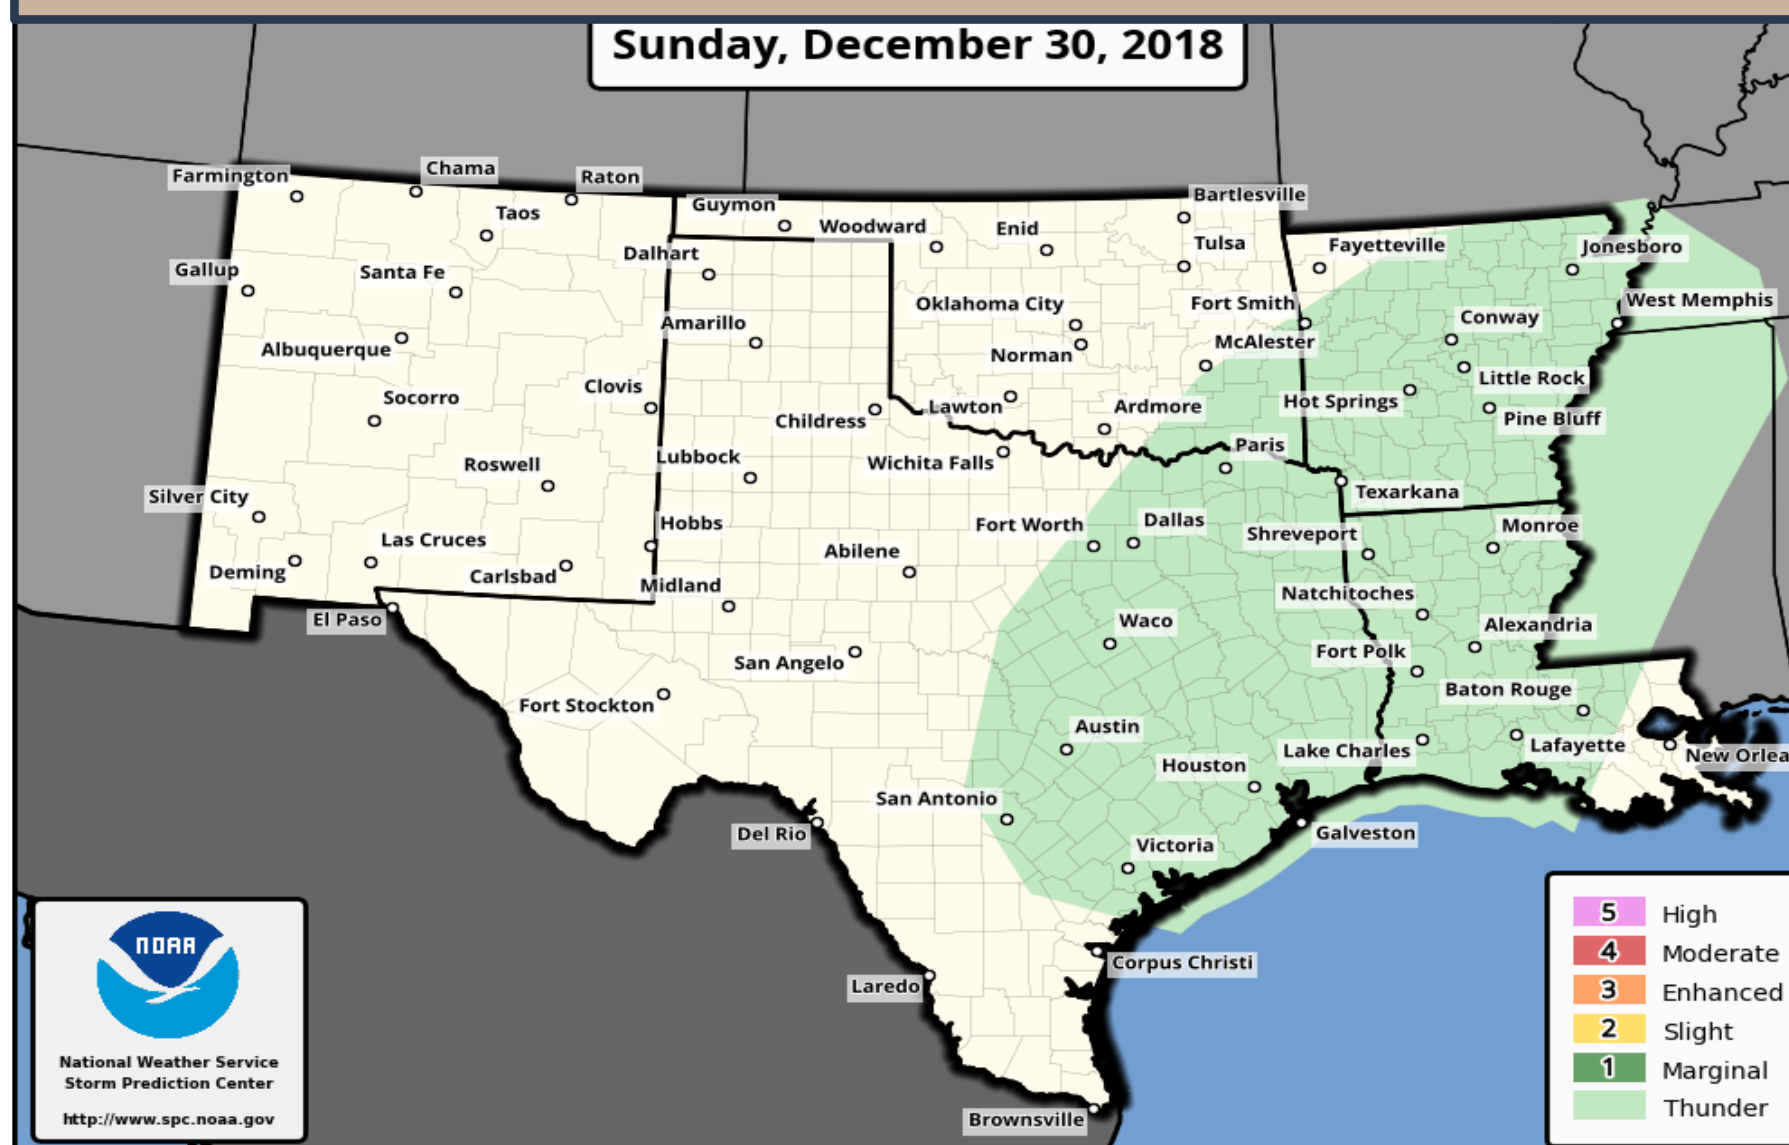 Sunday, December 30, 2018
Farmington
Chama
Raton
Taos
Guymon
Woodward
Enid
Bartlesville
Tulsa
Fayetteville
Jonesboro
Gallup
Santa Fe
Dalhart
Oklahoma City
Fort Smith
West Memphis
Albuquerque
Amarillo
Norman
McAlester
Conway
Socorro
Clovis
Childress
Lawton
Ardmore
Hot Springs
Little Rock
Pine Bluff
Roswell
Lubbock
Wichita Falls
Paris
Texarkana
Silver City
Hobbs
Fort Worth
Dallas
Shreveport
Monroe
Deming
Las Cruces
Carlsbad
Midland
Abilene
Natchitoches
El Paso
San Angelo
Waco
Fort Polk
Alexandria
Fort Stockton
Austin
Baton Rouge
Houston
Lake Charles
Lafayette
New Orlea
San Antonio
Del Rio
Victoria
Galveston
Corpus Christi
Laredo
Brownsville
NOAA
National Weather Service
Storm Prediction Center
http://www.spc.noaa.gov
5 High
4 Moderate
3 Enhanced
2 Slight
1 Marginal
Thunder